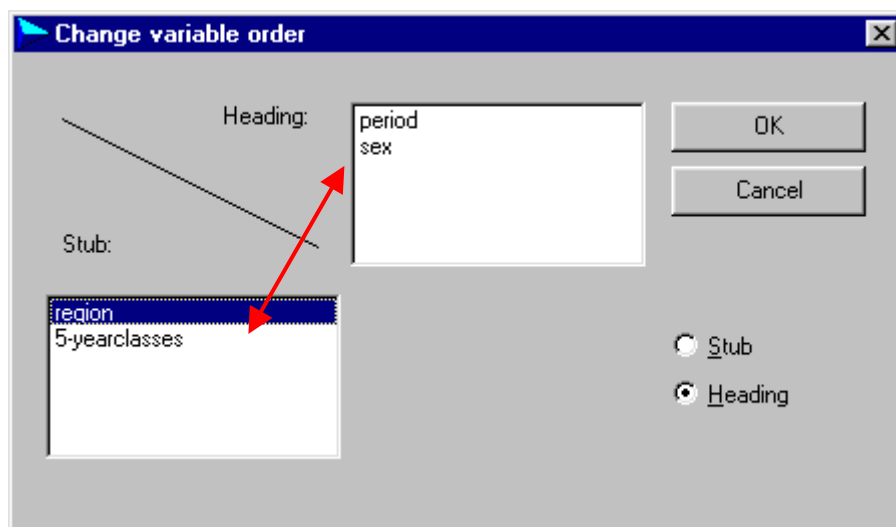 Change variable order
Heading:
period
sex
OK
Cancel
Stub:
region
5-yearclasses
Stub
Heading